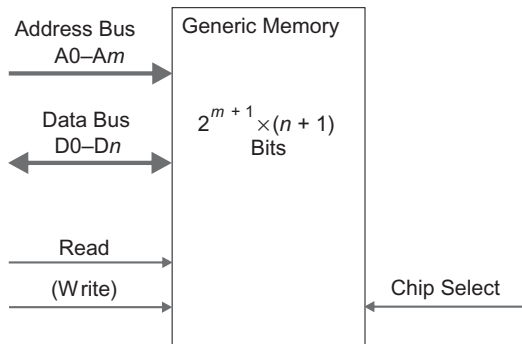 Address Bus
A0–Am
Generic Memory
Data Bus
D0–Dn
2^{m + 1} × (n + 1)
Bits
Read
(Write)
Chip Select